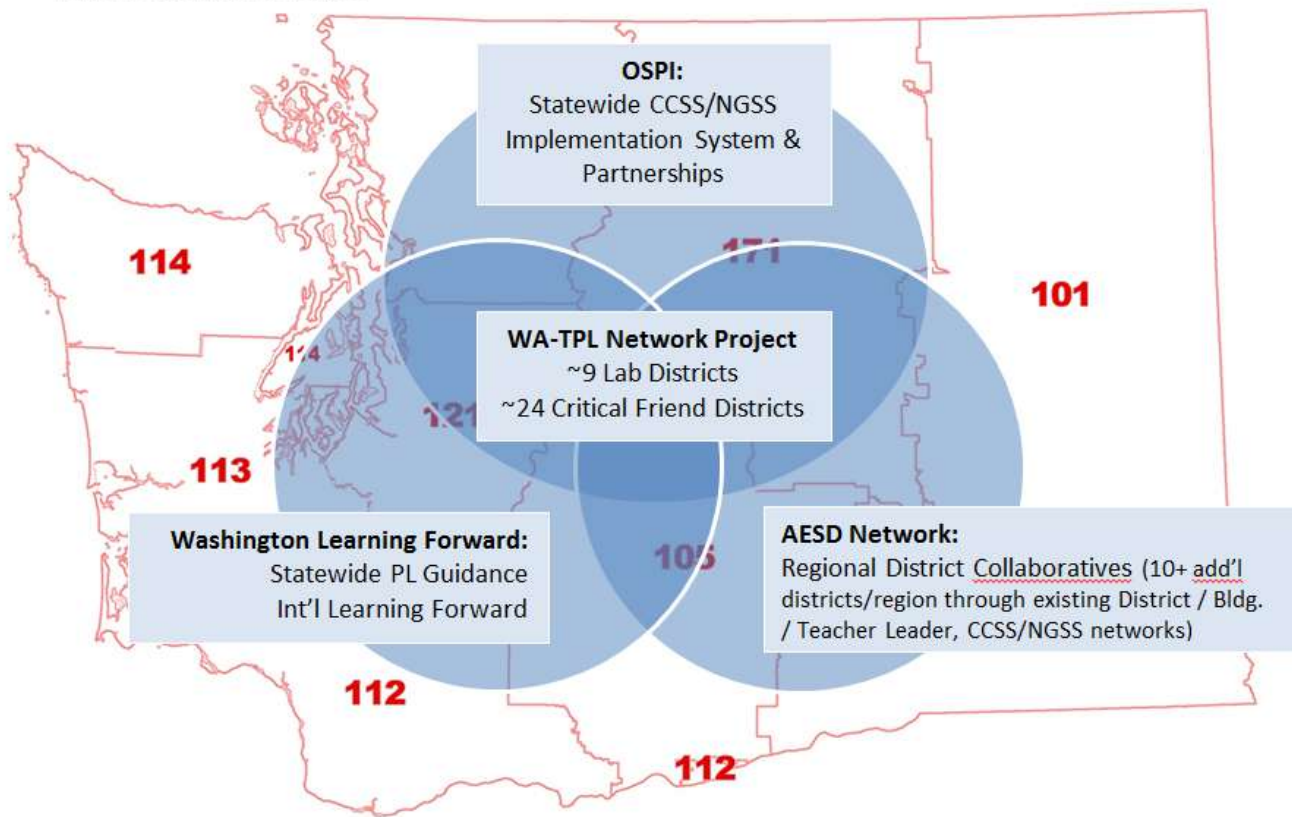 OSPI:
Statewide CCSS/NGSS
Implementation System &
Partnerships
114
171
101
WA-TPL Network Project
~9 Lab Districts
~24 Critical Friend Districts
114
121
113
Washington Learning Forward:
Statewide PL Guidance
Int'l Learning Forward
105
AESD Network:
Regional District Collaboratives (10+ add'l
districts/region through existing District / Bldg.
/ Teacher Leader, CCSS/NGSS networks)
112
112